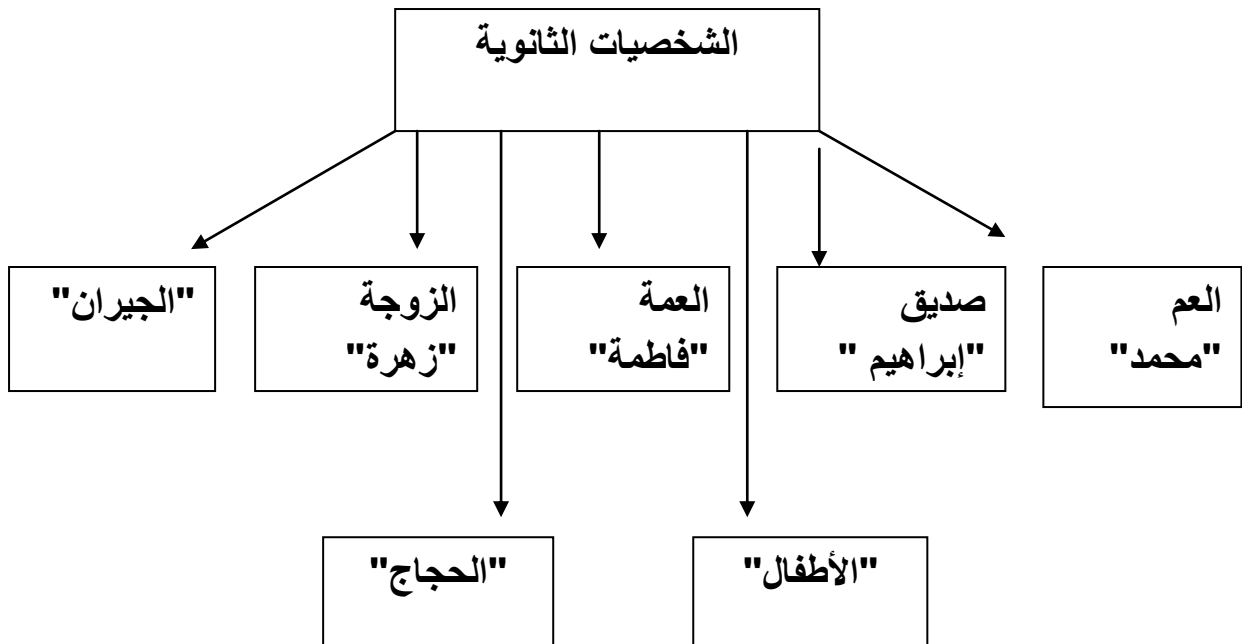 الشخصيات الثانوية
العم
"محمد"
صديق
"إبراهيم "
العمة
"فاطمة"
الزوجة
"زهرة"
"الجيران"
"الأطفال"
"الحجاج"